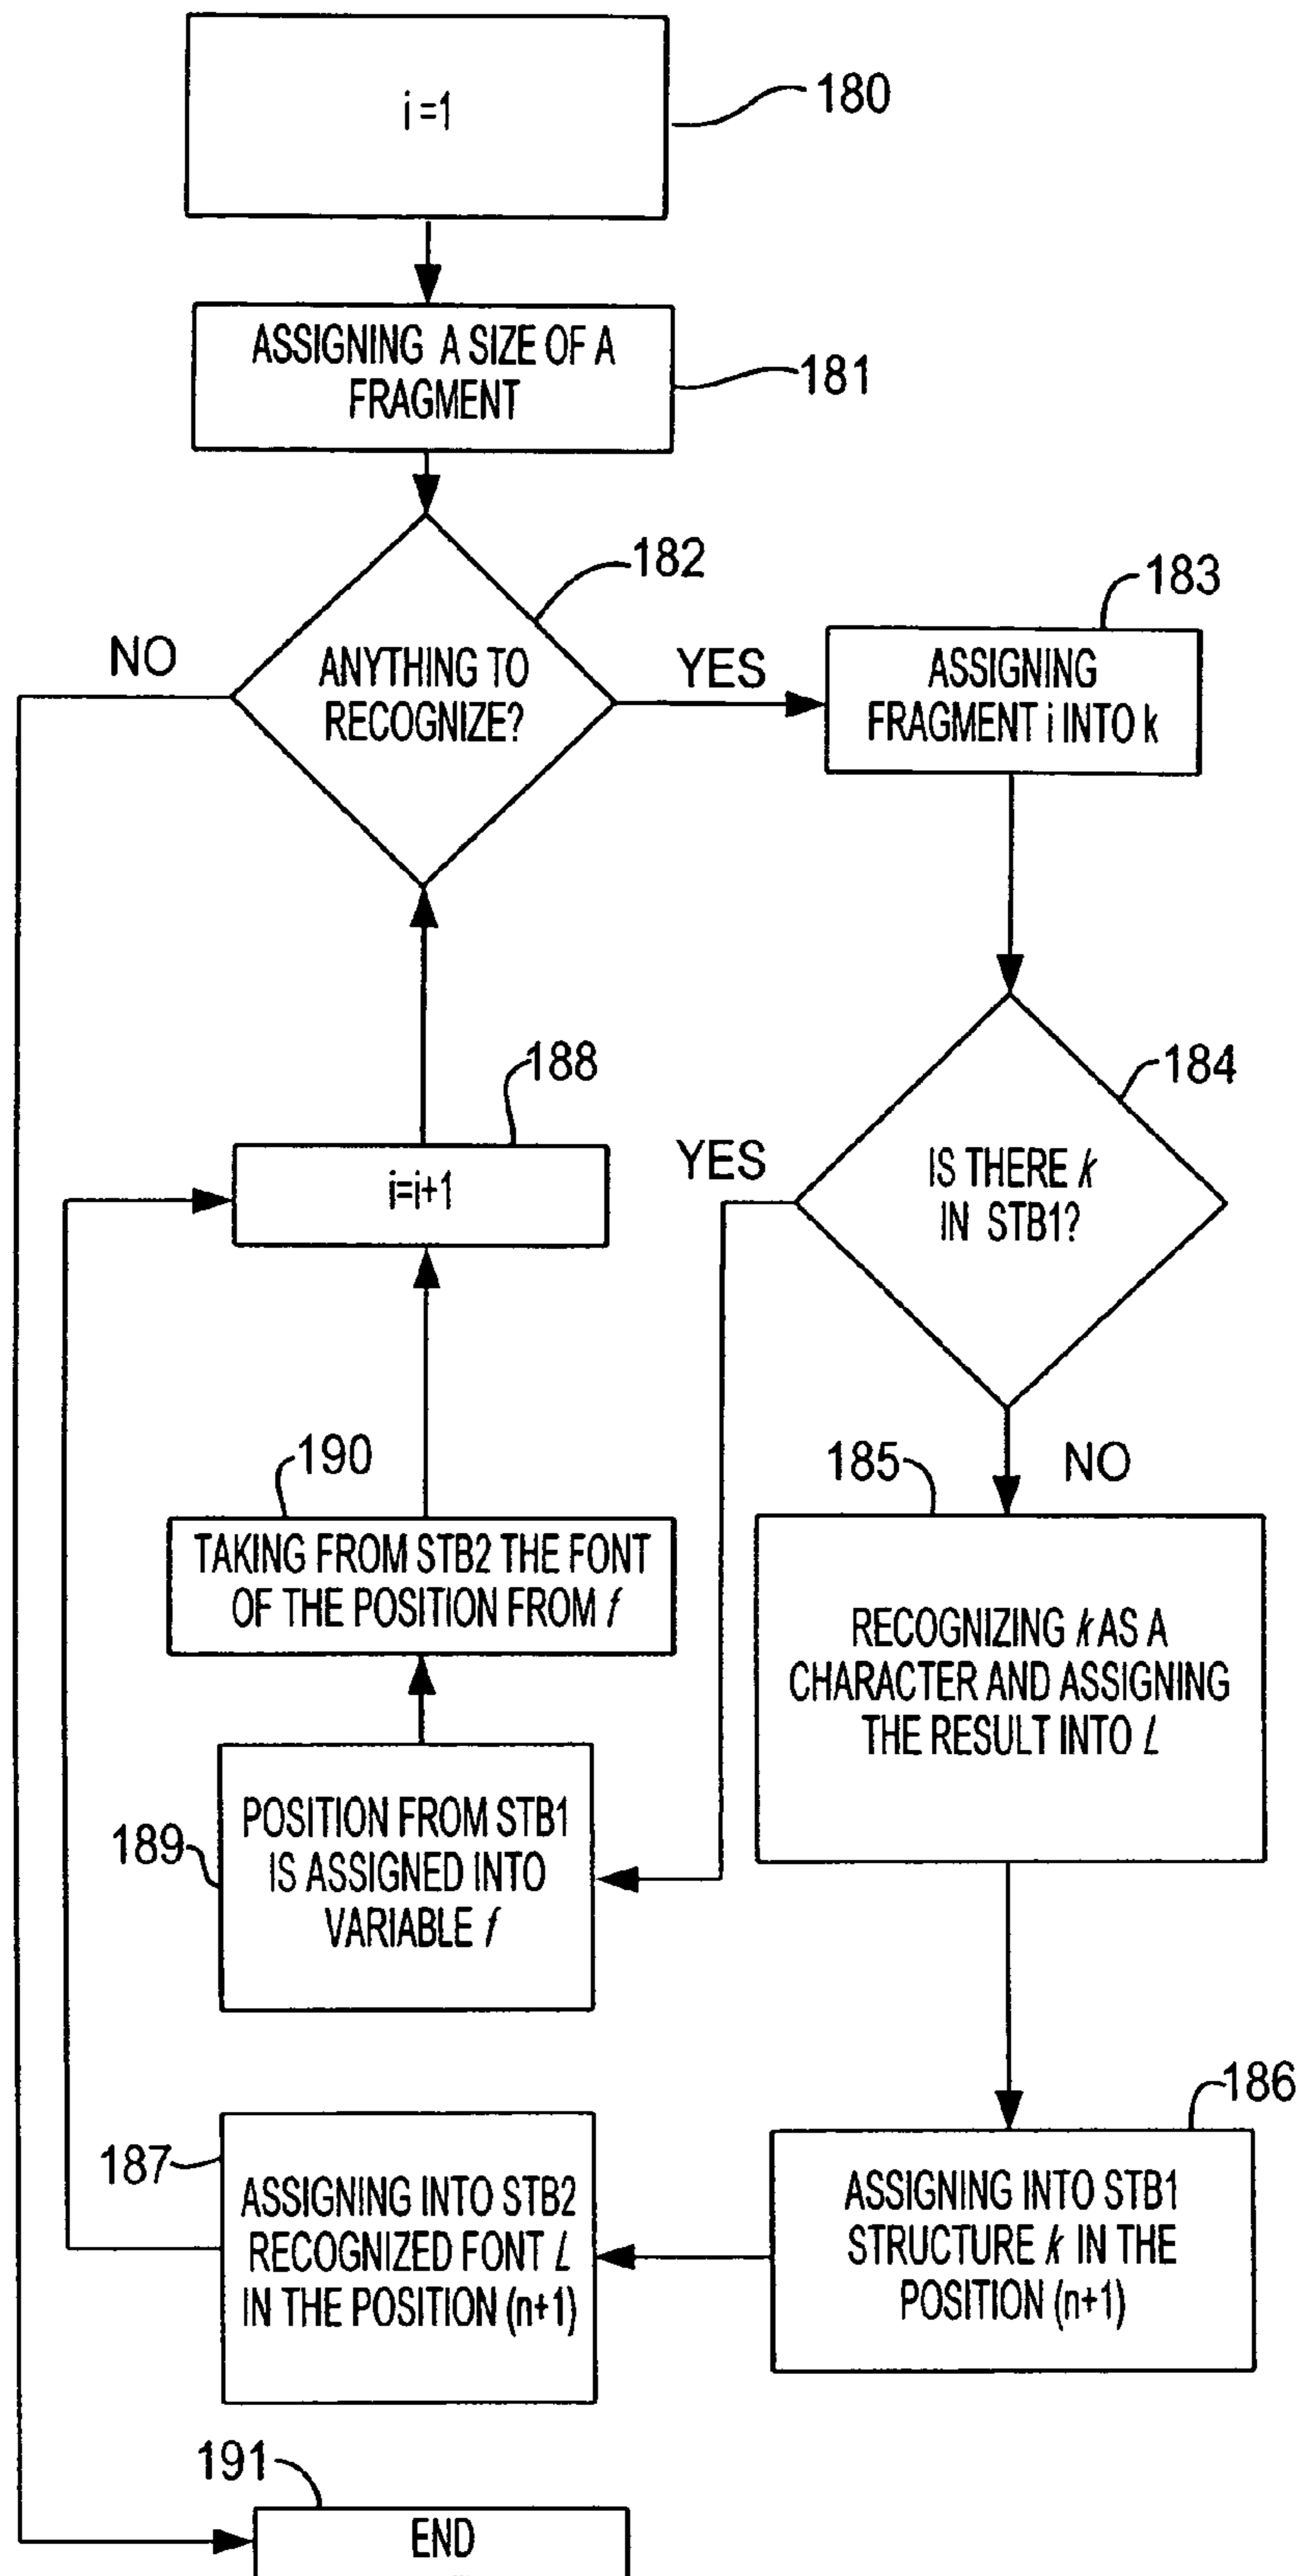 i =1
180
ASSIGNING A SIZE OF A
FRAGMENT
181
182
ANYTHING TO
RECOGNIZE?
NO
YES
183
ASSIGNING
FRAGMENT i INTO k
184
IS THERE k
IN STB1?
YES
NO
188
i=i+1
190
TAKING FROM STB2 THE FONT
OF THE POSITION FROM f
185
RECOGNIZING k AS A
CHARACTER AND ASSIGNING
THE RESULT INTO L
189
POSITION FROM STB1
IS ASSIGNED INTO
VARIABLE f
186
ASSIGNING INTO STB1
STRUCTURE k IN THE
POSITION (n+1)
187
ASSIGNING INTO STB2
RECOGNIZED FONT L
IN THE POSITION (n+1)
191
END